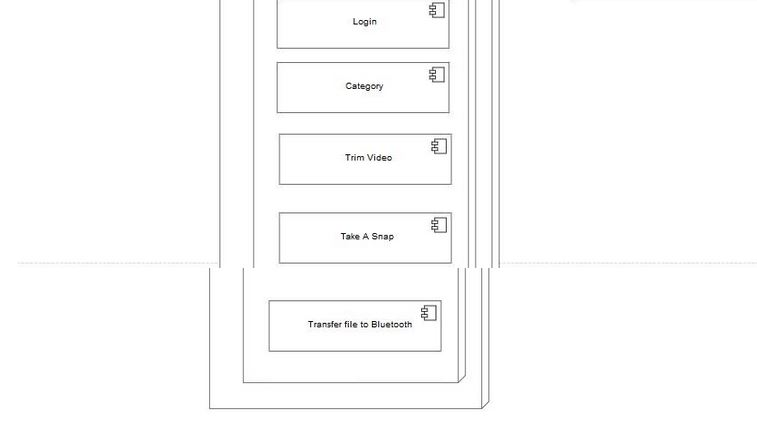 Login
Category
Trim Video
Take A Snap
Transfer file to Bluetooth